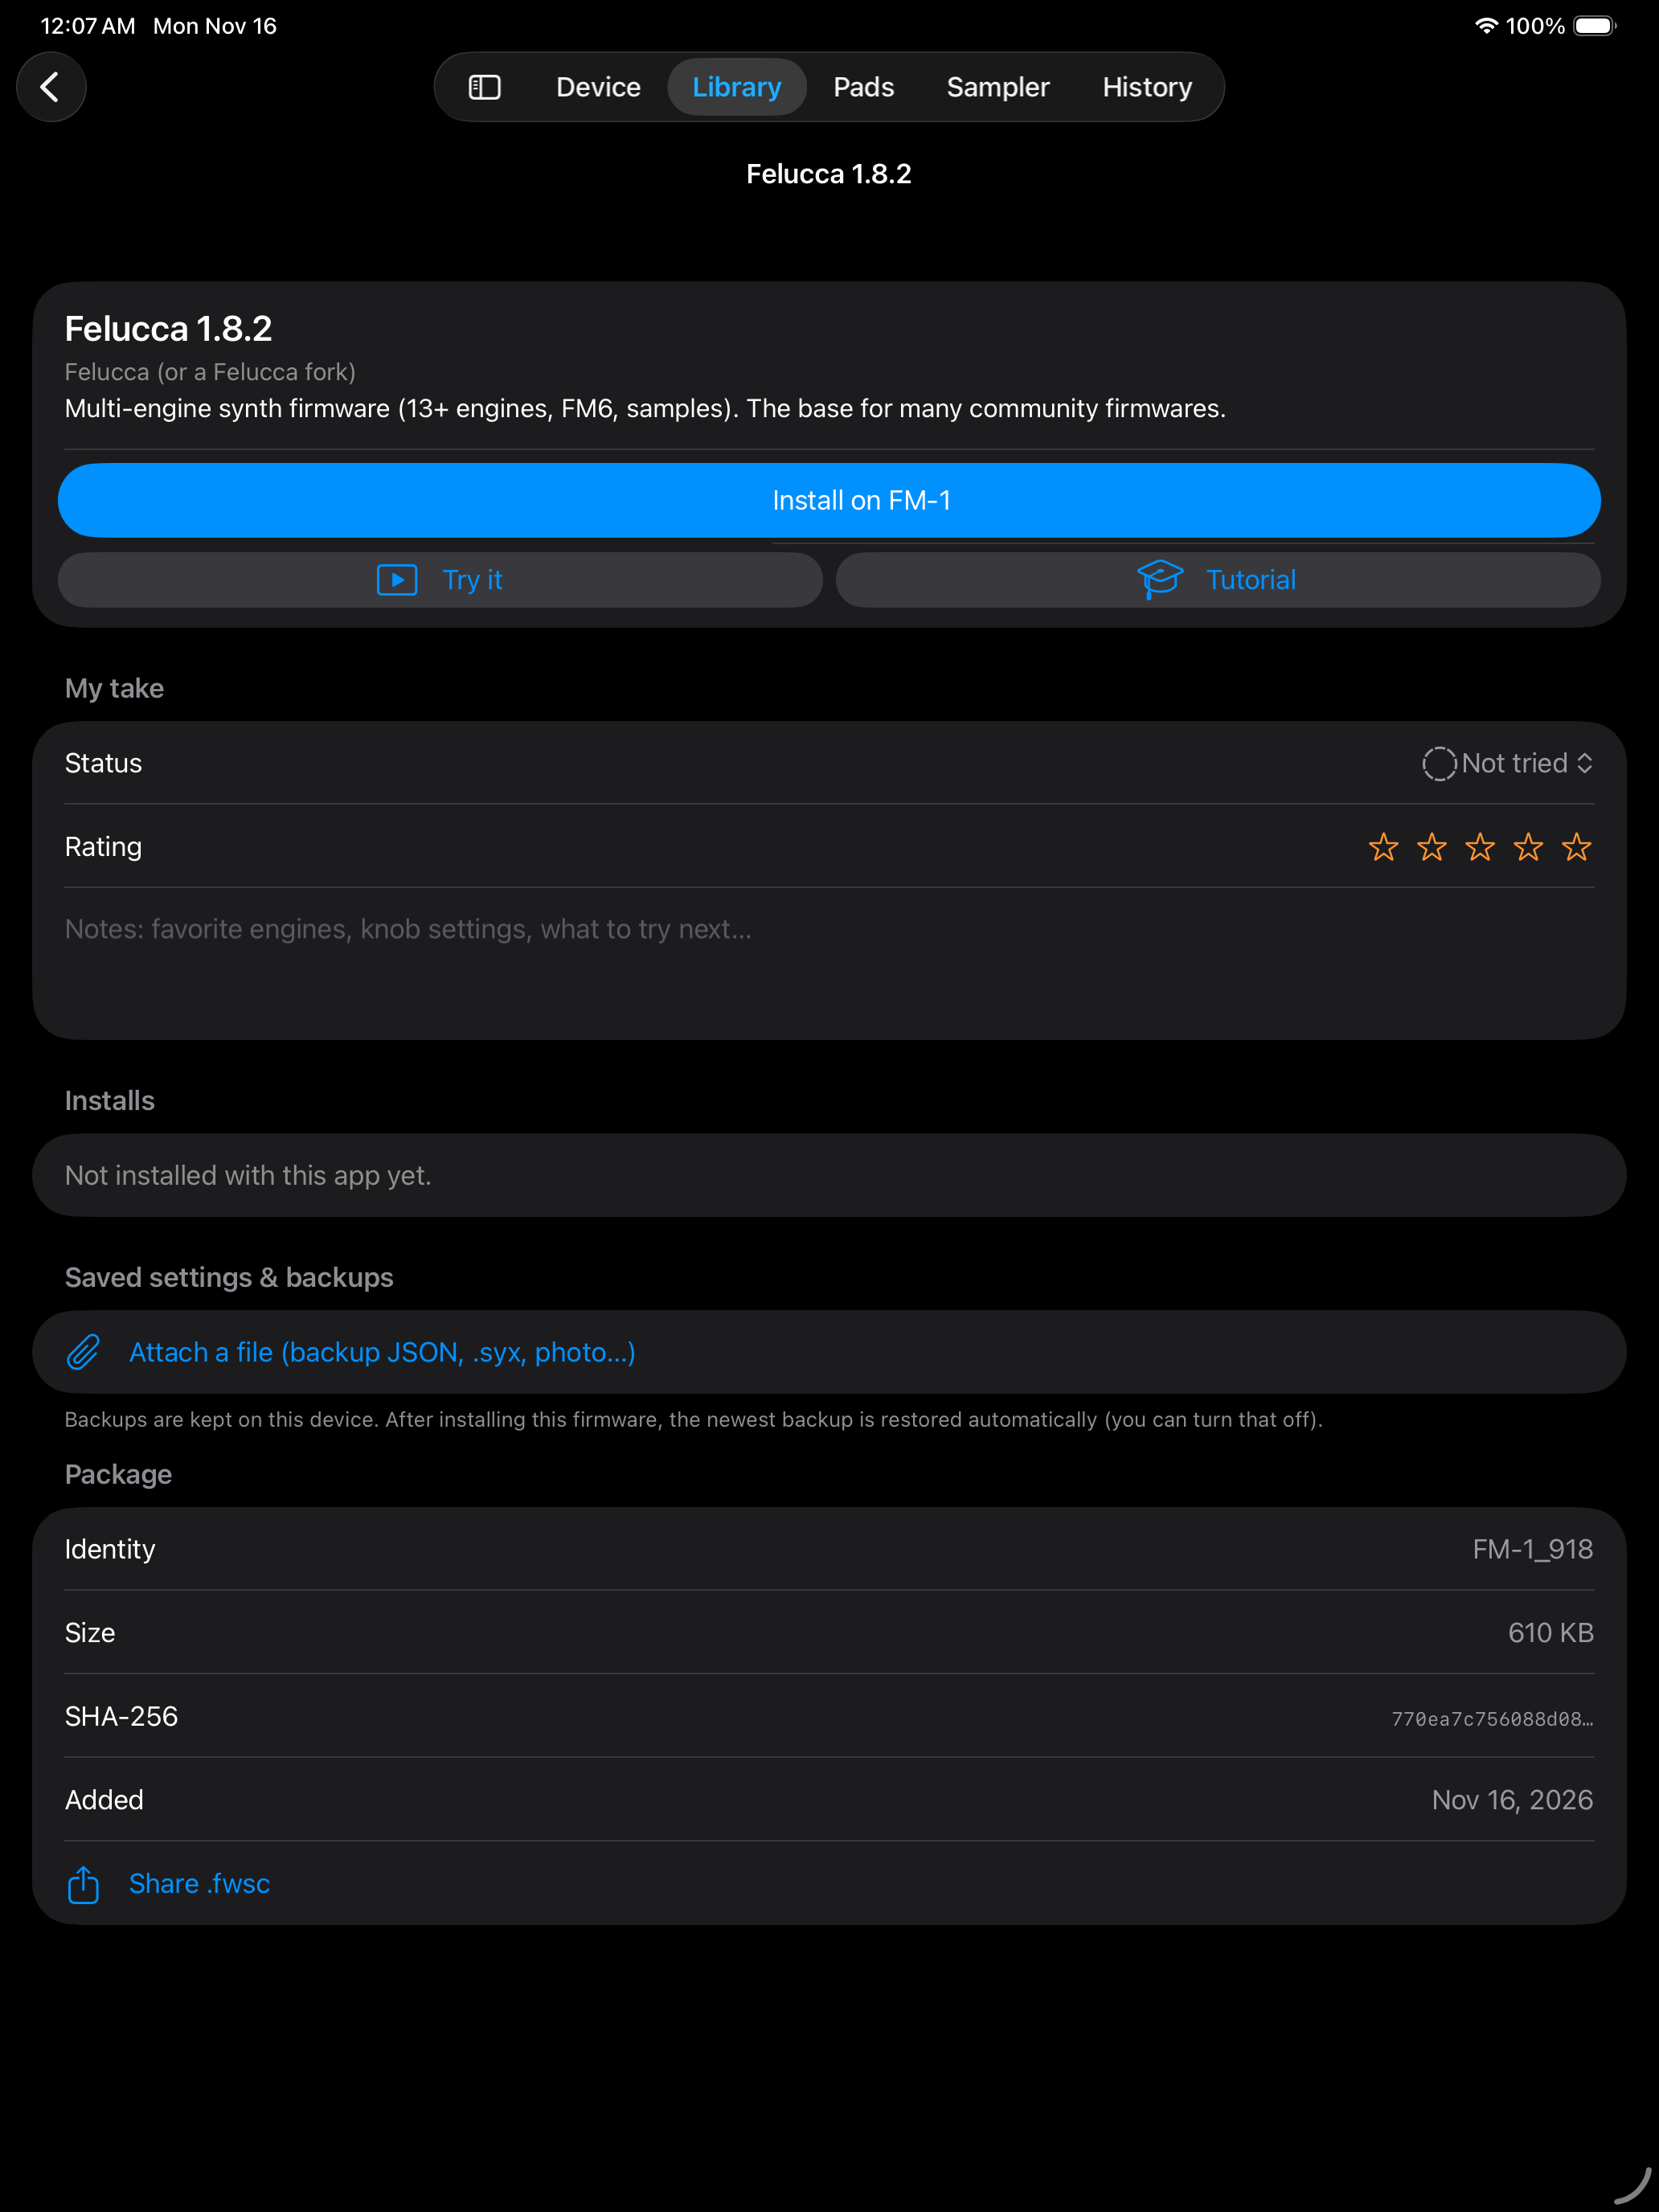 12:07 AM Mon Nov 16
100%
Device Library Pads Sampler History
Felucca 1.8.2
Felucca 1.8.2
Felucca (or a Felucca fork)
Multi-engine synth firmware (13+ engines, FM6, samples). The base for many community firmwares.
Install on FM-1
Try it
Tutorial
My take
Status
Not tried
Rating
Notes: favorite engines, knob settings, what to try next...
Installs
Not installed with this app yet.
Saved settings & backups
Attach a file (backup JSON, .syx, photo...)
Backups are kept on this device. After installing this firmware, the newest backup is restored automatically (you can turn that off).
Package
Identity
FM-1_918
Size
610 KB
SHA-256
770ea7c756088d08…
Added
Nov 16, 2026
Share .fwsc